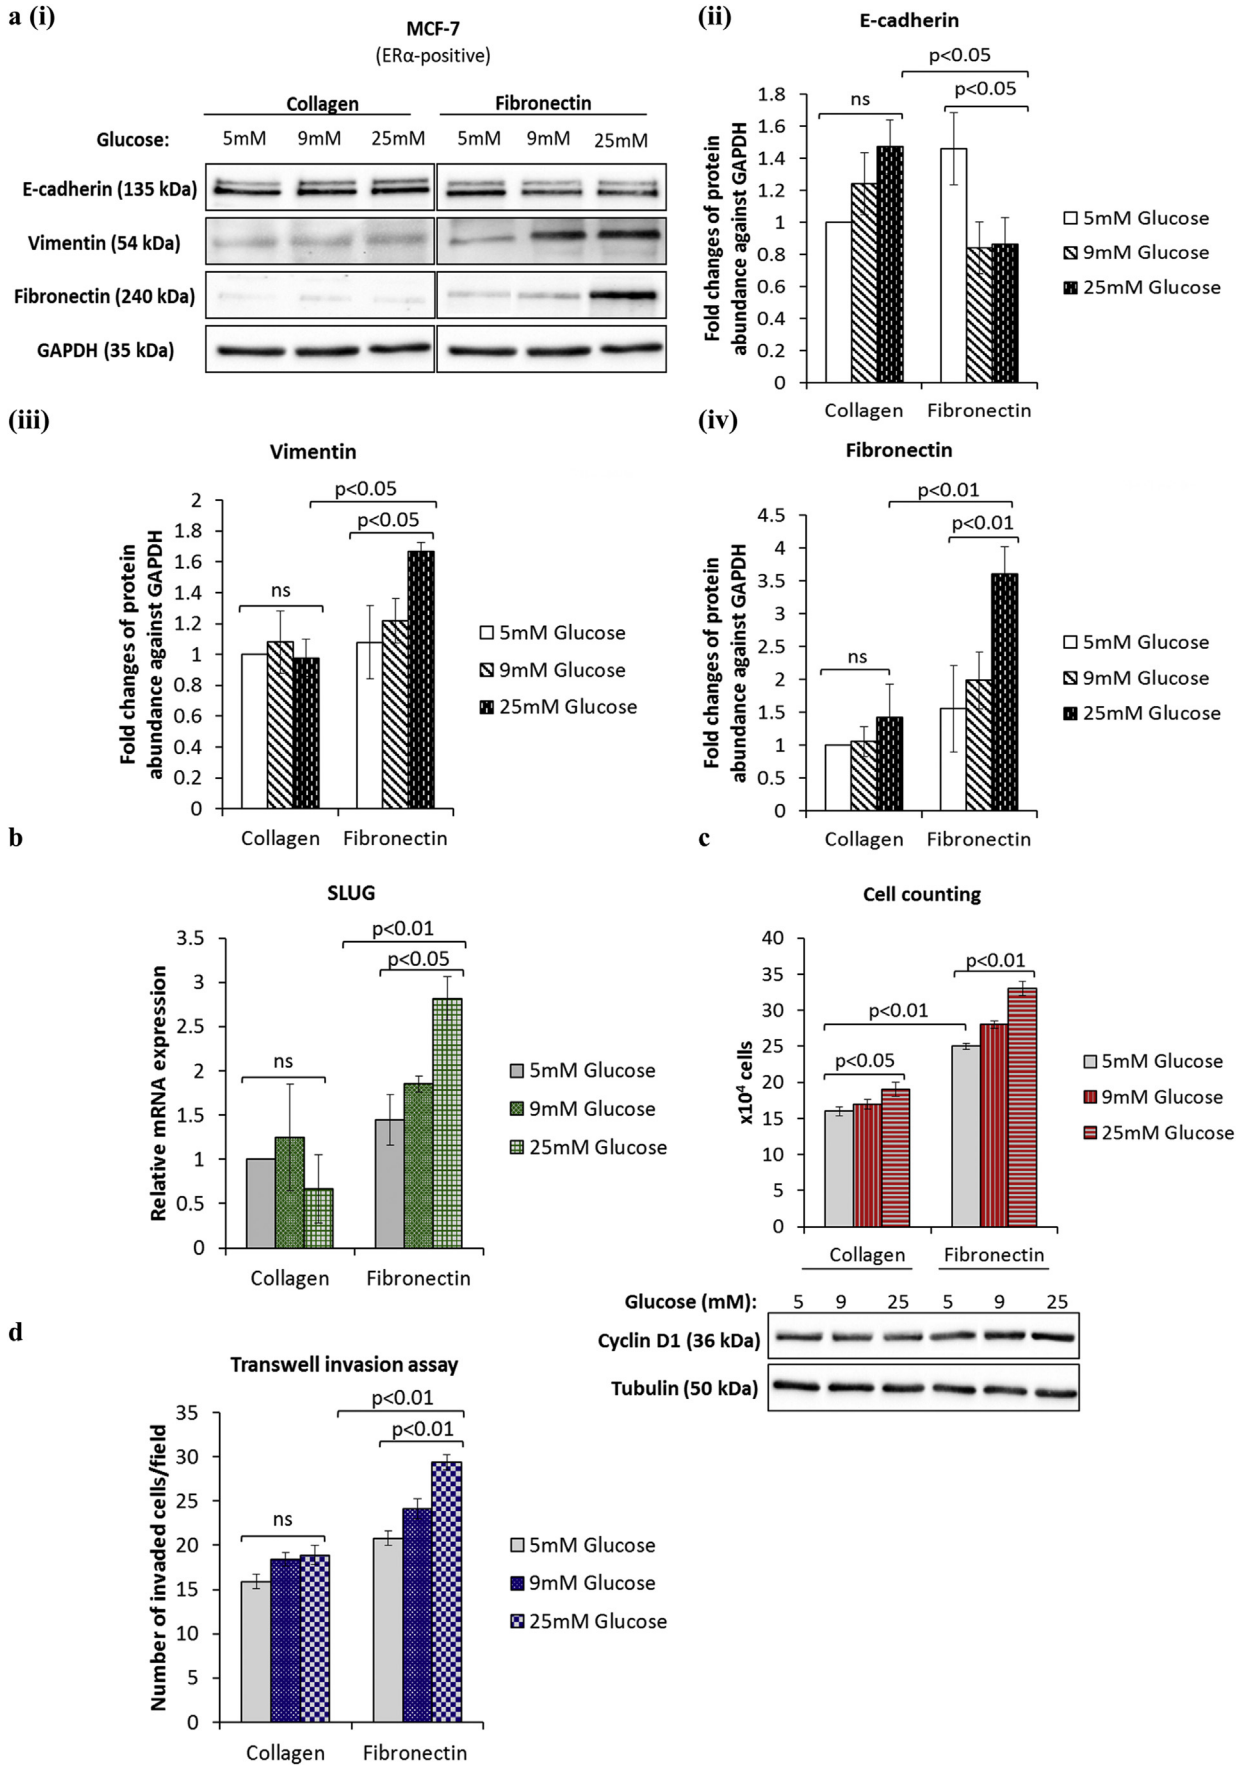 a (i)
MCF-7
(ERα-positive)
Collagen Fibronectin
Glucose: 5mM 9mM 25mM 5mM 9mM 25mM
E-cadherin (135 kDa)
Vimentin (54 kDa)
Fibronectin (240 kDa)
GAPDH (35 kDa)
(ii)
E-cadherin
p<0.05
p<0.05
ns
Fold changes of protein
abundance against GAPDH
1.8
1.6
1.4
1.2
1
0.8
0.6
0.4
0.2
0
Collagen Fibronectin
5mM Glucose
9mM Glucose
25mM Glucose
(iii)
Vimentin
p<0.05
p<0.05
ns
Fold changes of protein
abundance against GAPDH
2
1.8
1.6
1.4
1.2
1
0.8
0.6
0.4
0.2
0
Collagen Fibronectin
5mM Glucose
9mM Glucose
25mM Glucose
(iv)
Fibronectin
p<0.01
p<0.01
ns
Fold changes of protein
abundance against GAPDH
4.5
4
3.5
3
2.5
2
1.5
1
0.5
0
Collagen Fibronectin
5mM Glucose
9mM Glucose
25mM Glucose
b
SLUG
p<0.01
p<0.05
ns
Relative mRNA expression
3.5
3
2.5
2
1.5
1
0.5
0
Collagen Fibronectin
5mM Glucose
9mM Glucose
25mM Glucose
c
Cell counting
p<0.01
p<0.01
p<0.05
x10⁴ cells
40
35
30
25
20
15
10
5
0
Collagen Fibronectin
5mM Glucose
9mM Glucose
25mM Glucose
Glucose (mM): 5 9 25 5 9 25
Cyclin D1 (36 kDa)
Tubulin (50 kDa)
d
Transwell invasion assay
p<0.01
p<0.01
ns
Number of invaded cells/field
35
30
25
20
15
10
5
0
Collagen Fibronectin
5mM Glucose
9mM Glucose
25mM Glucose